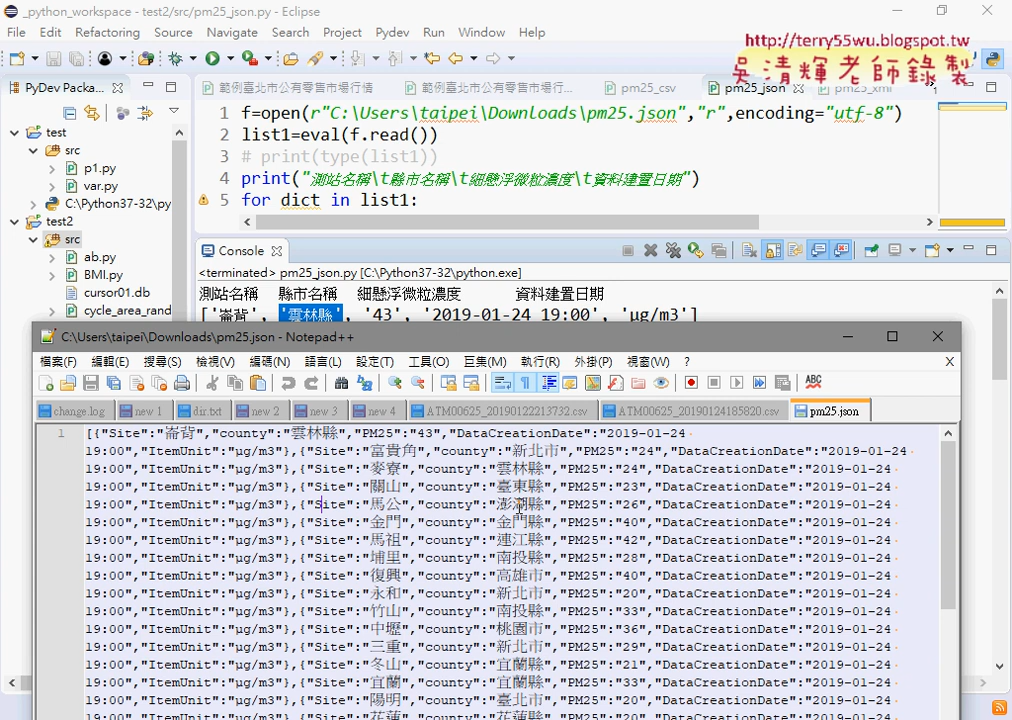 _python_workspace - test2/src/pm25_json.py - Eclipse
File Edit Refactoring Source Navigate Search Project Pydev Run Window Help
http://terry55wu.blogspot.tw
吳清輝老師錄製
PyDev Packa...
範例臺北市公有零售市場行情 範例臺北市公有零售市場行... pm25_csv pm25_json pm25_xml
test
src
p1.py
var.py
C:\Python37-32\py
test2
src
ab.py
BMI.py
cursor01.db
cycle_area_rand
1 f=open(r"C:\Users\taipei\Downloads\pm25.json","r",encoding="utf-8")
2 list1=eval(f.read())
3 # print(type(list1))
4 print("測站名稱\t縣市名稱\t細懸浮微粒濃度\t資料建置日期")
5 for dict in list1:
Console
<terminated> pm25_json.py [C:\Python37-32\python.exe]
測站名稱 縣市名稱 細懸浮微粒濃度 資料建置日期
['崙背', '雲林縣', '43', '2019-01-24 19:00', 'μg/m3']
C:\Users\taipei\Downloads\pm25.json - Notepad++
檔案(F) 編輯(E) 搜尋(S) 檢視(V) 編碼(N) 語言(L) 設定(T) 工具(O) 巨集(M) 執行(R) 外掛(P) 視窗(W) ? X
change.log new 1 dir.txt new 2 new 3 new 4 ATM00625_20190122213732.csv ATM00625_20190124185820.csv pm25.json
1 [{"Site":"崙背","county":"雲林縣","PM25":"43","DataCreationDate":"2019-01-24
19:00","ItemUnit":"μg/m3"},{"Site":"富貴角","county":"新北市","PM25":"24","DataCreationDate":"2019-01-24
19:00","ItemUnit":"μg/m3"},{"Site":"麥寮","county":"雲林縣","PM25":"24","DataCreationDate":"2019-01-24
19:00","ItemUnit":"μg/m3"},{"Site":"關山","county":"臺東縣","PM25":"23","DataCreationDate":"2019-01-24
19:00","ItemUnit":"μg/m3"},{"Site":"馬公","county":"澎湖縣","PM25":"26","DataCreationDate":"2019-01-24
19:00","ItemUnit":"μg/m3"},{"Site":"金門","county":"金門縣","PM25":"40","DataCreationDate":"2019-01-24
19:00","ItemUnit":"μg/m3"},{"Site":"馬祖","county":"連江縣","PM25":"42","DataCreationDate":"2019-01-24
19:00","ItemUnit":"μg/m3"},{"Site":"埔里","county":"南投縣","PM25":"28","DataCreationDate":"2019-01-24
19:00","ItemUnit":"μg/m3"},{"Site":"復興","county":"高雄市","PM25":"40","DataCreationDate":"2019-01-24
19:00","ItemUnit":"μg/m3"},{"Site":"永和","county":"新北市","PM25":"20","DataCreationDate":"2019-01-24
19:00","ItemUnit":"μg/m3"},{"Site":"竹山","county":"南投縣","PM25":"33","DataCreationDate":"2019-01-24
19:00","ItemUnit":"μg/m3"},{"Site":"中壢","county":"桃園市","PM25":"36","DataCreationDate":"2019-01-24
19:00","ItemUnit":"μg/m3"},{"Site":"三重","county":"新北市","PM25":"29","DataCreationDate":"2019-01-24
19:00","ItemUnit":"μg/m3"},{"Site":"冬山","county":"宜蘭縣","PM25":"21","DataCreationDate":"2019-01-24
19:00","ItemUnit":"μg/m3"},{"Site":"宜蘭","county":"宜蘭縣","PM25":"33","DataCreationDate":"2019-01-24
19:00","ItemUnit":"μg/m3"},{"Site":"陽明","county":"臺北市","PM25":"20","DataCreationDate":"2019-01-24
19:00","ItemUnit":"μg/m3"},{"Site":"花蓮","county":"花蓮縣","PM25":"20","DataCreationDate":"2019-01-24